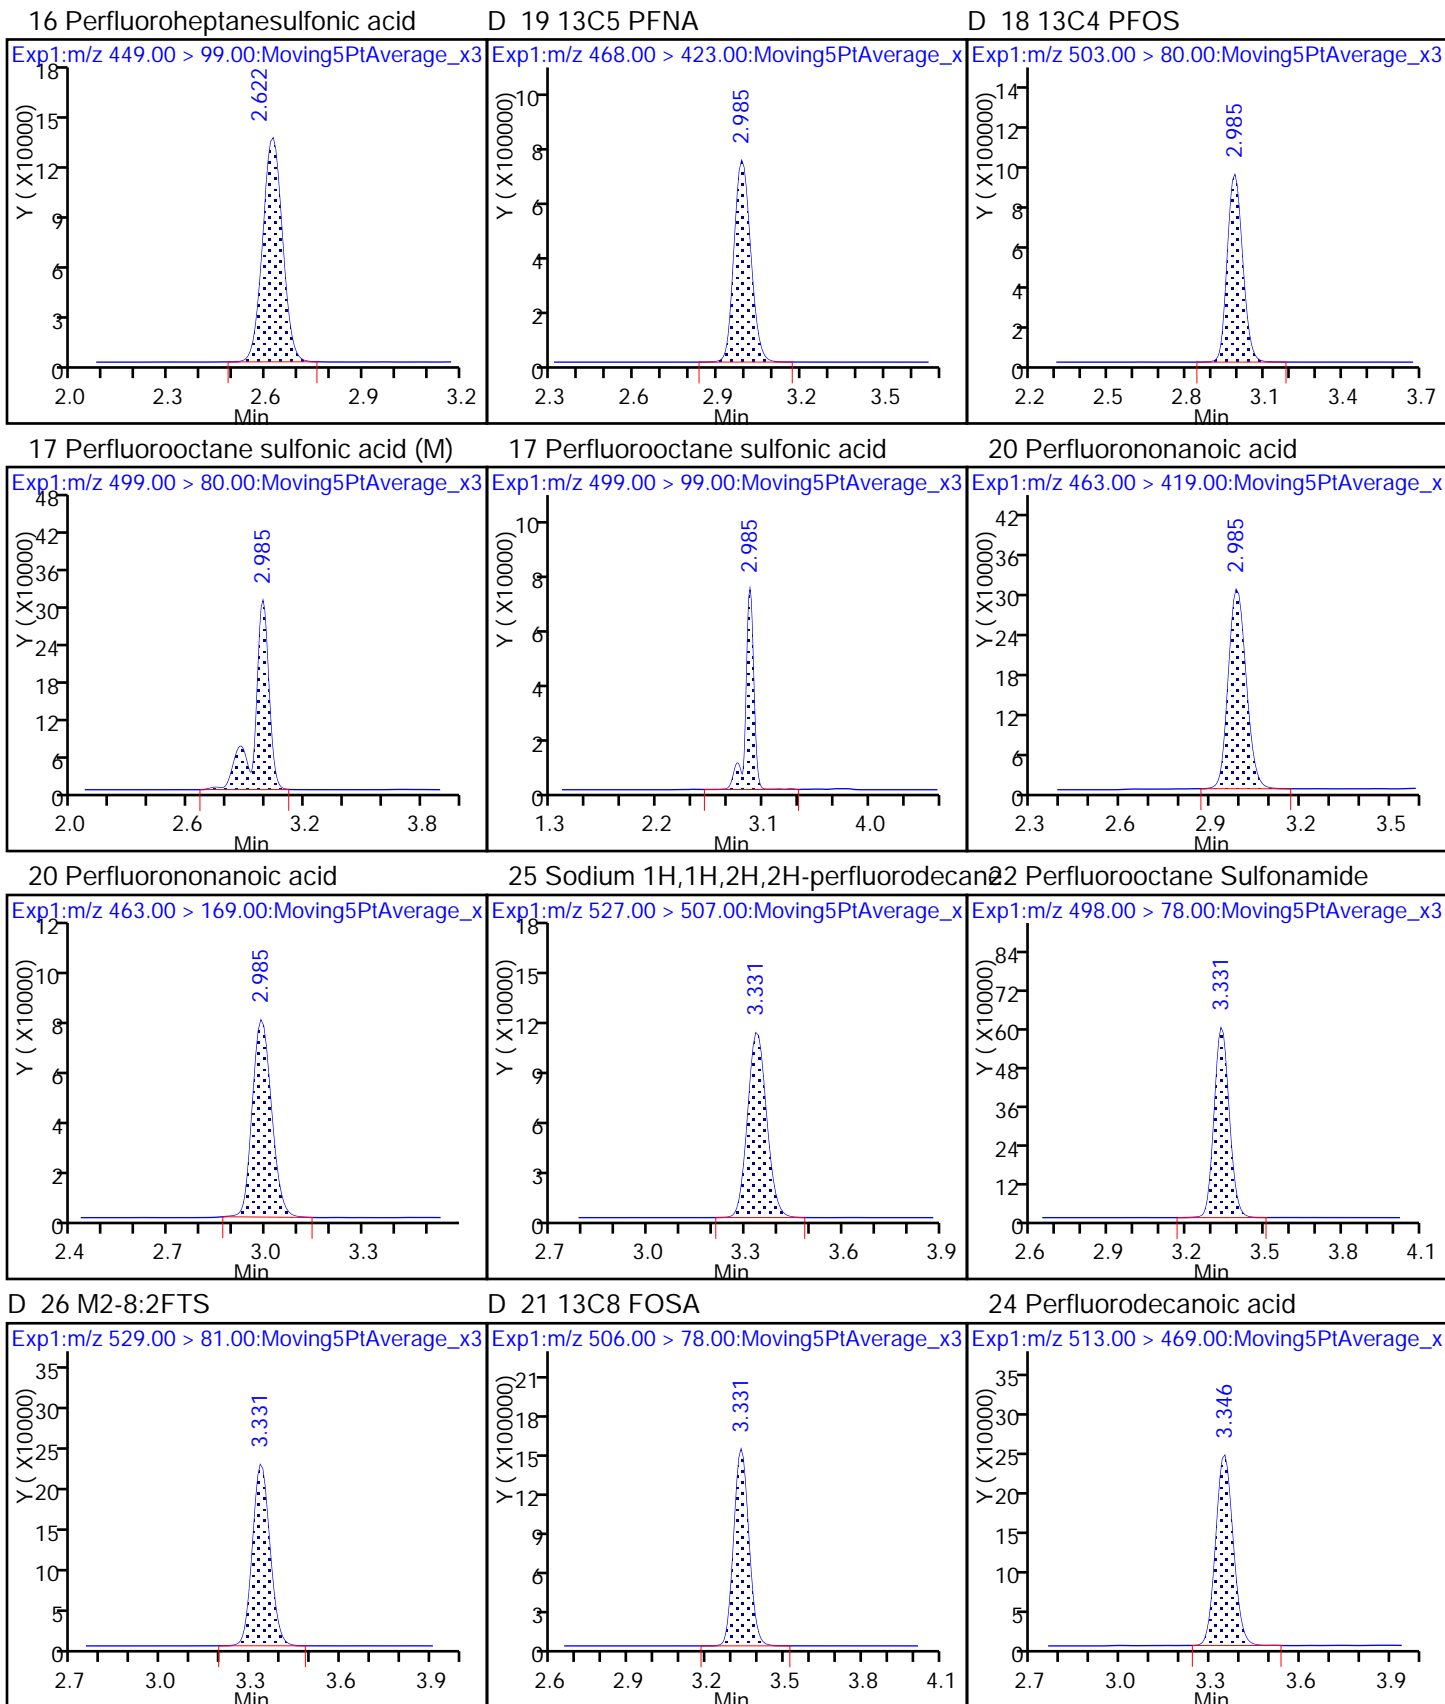 16 Perfluoroheptanesulfonic acid
Exp1:m/z 449.00 > 99.00:Moving5PtAverage_x3
Y ( X100000)
18
15
12
9
6
3
0
2.622
2.0 2.3 2.6 2.9 3.2
Min
D 19 13C5 PFNA
Exp1:m/z 468.00 > 423.00:Moving5PtAverage_x
Y ( X100000)
10
8
6
4
2
0
2.985
2.3 2.6 2.9 3.2 3.5
Min
D 18 13C4 PFOS
Exp1:m/z 503.00 > 80.00:Moving5PtAverage_x3
Y ( X100000)
14
12
10
8
6
4
2
0
2.985
2.2 2.5 2.8 3.1 3.4 3.7
Min
17 Perfluorooctane sulfonic acid (M)
Exp1:m/z 499.00 > 80.00:Moving5PtAverage_x3
Y ( X10000)
48
42
36
30
24
18
12
6
0
2.985
2.0 2.6 3.2 3.8
Min
17 Perfluorooctane sulfonic acid
Exp1:m/z 499.00 > 99.00:Moving5PtAverage_x3
Y ( X10000)
10
8
6
4
2
0
2.985
1.3 2.2 3.1 4.0
Min
20 Perfluorononanoic acid
Exp1:m/z 463.00 > 419.00:Moving5PtAverage_x
Y ( X10000)
42
36
30
24
18
12
6
0
2.985
2.3 2.6 2.9 3.2 3.5
Min
20 Perfluorononanoic acid
Exp1:m/z 463.00 > 169.00:Moving5PtAverage_x
Y ( X10000)
12
10
8
6
4
2
0
2.985
2.4 2.7 3.0 3.3
Min
25 Sodium 1H,1H,2H,2H-perfluorodecane
Exp1:m/z 527.00 > 507.00:Moving5PtAverage_x
Y ( X10000)
18
15
12
9
6
3
0
3.331
2.7 3.0 3.3 3.6 3.9
Min
22 Perfluorooctane Sulfonamide
Exp1:m/z 498.00 > 78.00:Moving5PtAverage_x3
Y ( X10000)
84
72
60
48
36
24
12
0
3.331
2.6 2.9 3.2 3.5 3.8 4.1
Min
D 26 M2-8:2FTS
Exp1:m/z 529.00 > 81.00:Moving5PtAverage_x3
Y ( X10000)
35
30
25
20
15
10
5
0
3.331
2.7 3.0 3.3 3.6 3.9
Min
D 21 13C8 FOSA
Exp1:m/z 506.00 > 78.00:Moving5PtAverage_x3
Y ( X100000)
21
18
15
12
9
6
3
0
3.331
2.6 2.9 3.2 3.5 3.8 4.1
Min
24 Perfluorodecanoic acid
Exp1:m/z 513.00 > 469.00:Moving5PtAverage_x
Y ( X10000)
35
30
25
20
15
10
5
0
3.346
2.7 3.0 3.3 3.6 3.9
Min